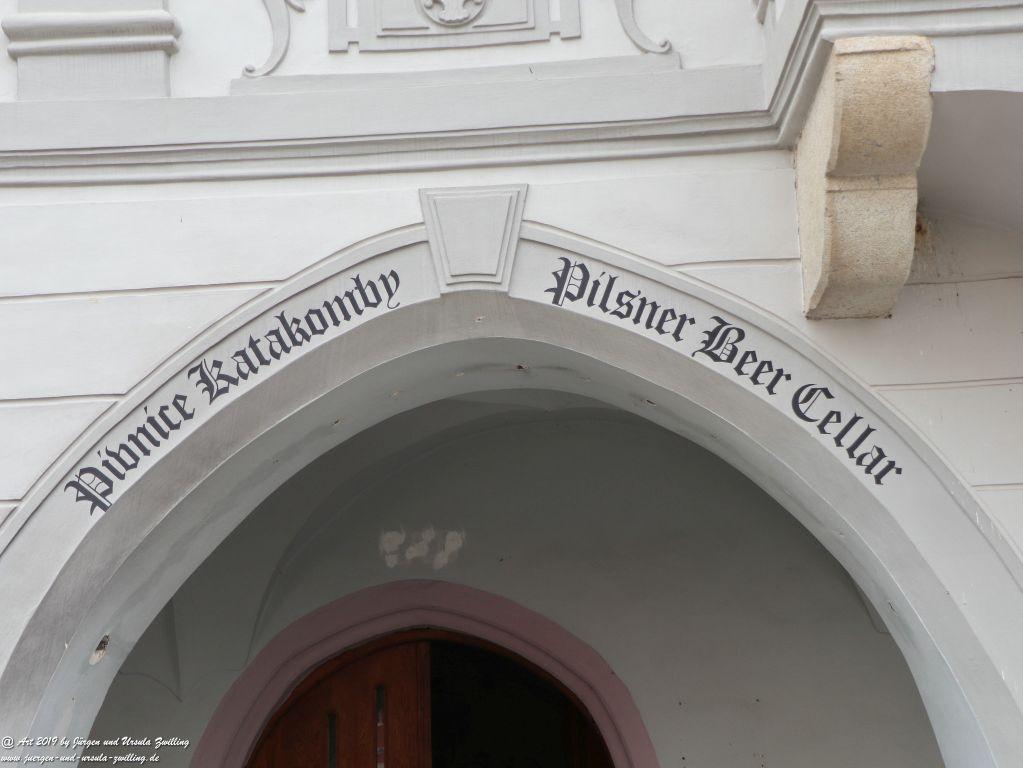 Pivnice Katakomby
Pilsner Beer Cellar
@ Art 2019 by Jürgen und Ursula Zwilling
www.juergen-und-ursula-zwilling.de